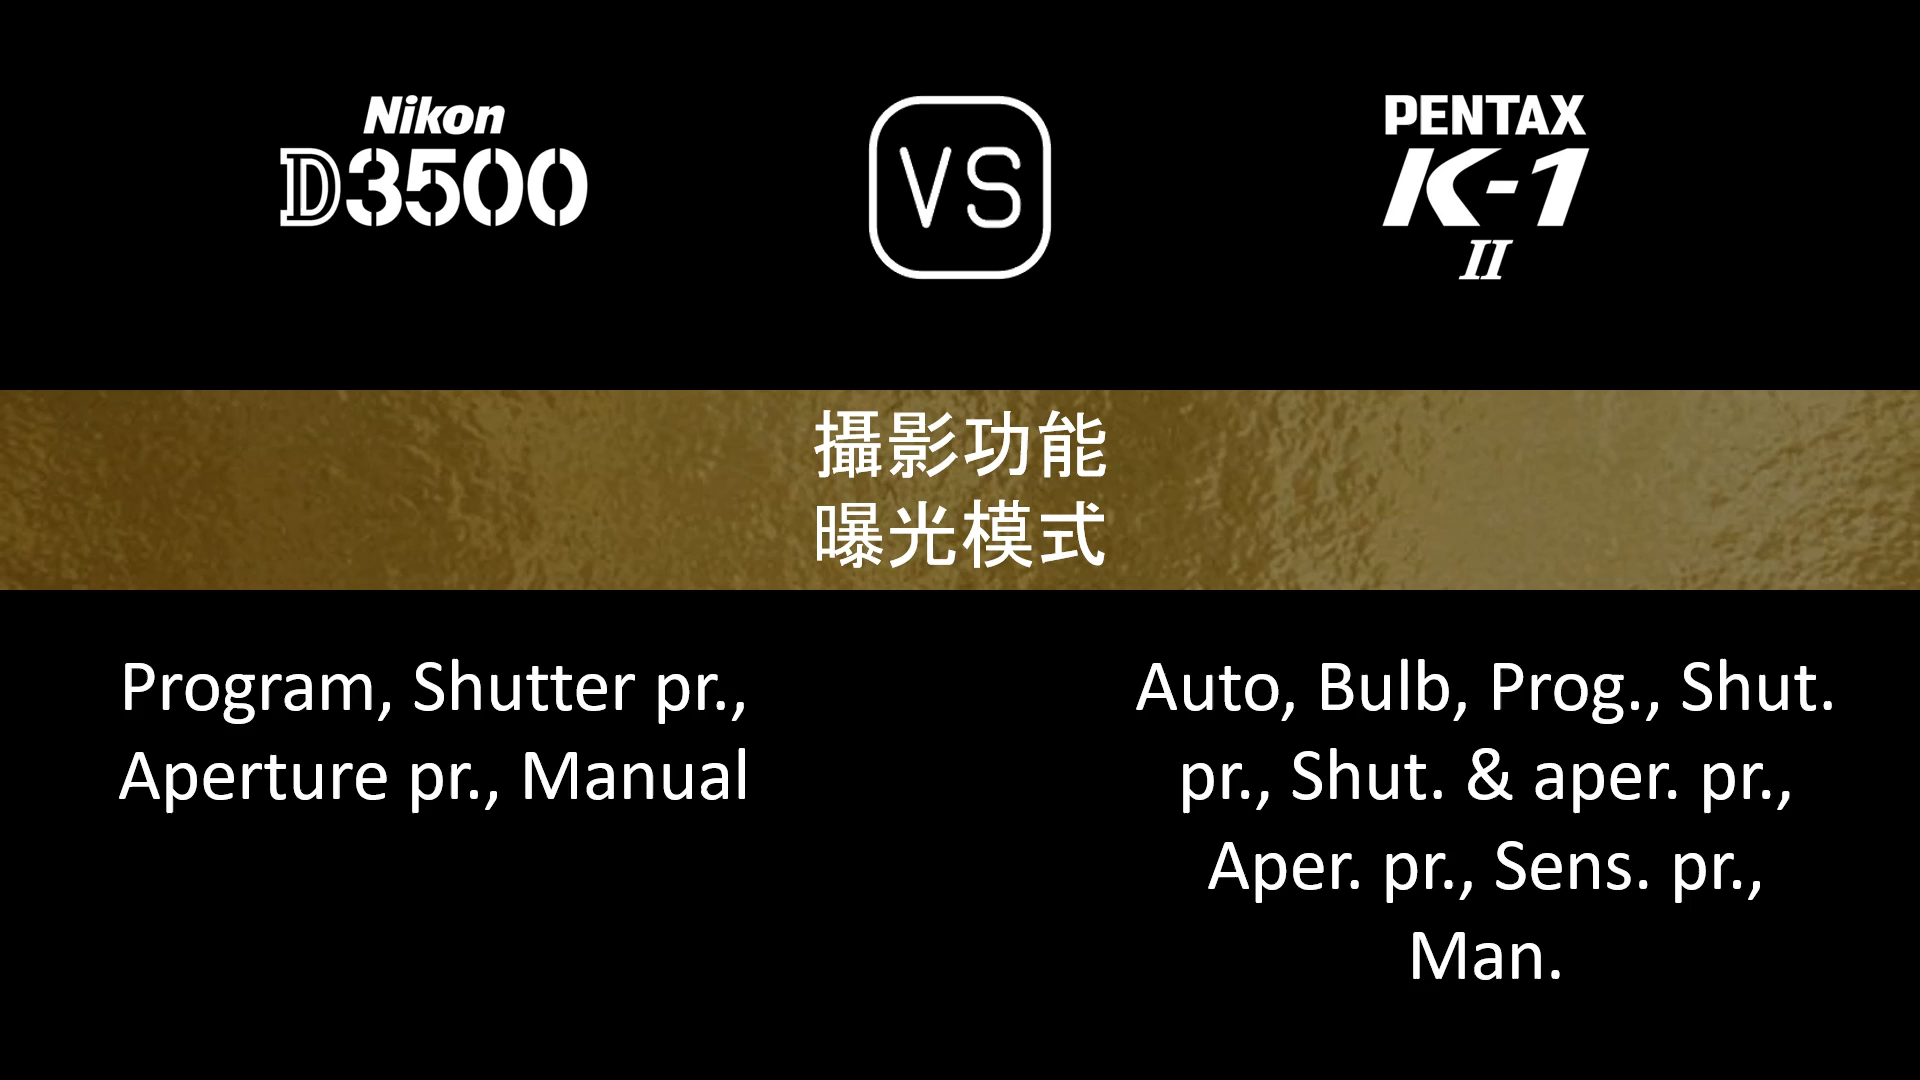 Nikon
D3500
VS
PENTAX
K-1
II
攝影功能
曝光模式
Program, Shutter pr.,
Aperture pr., Manual
Auto, Bulb, Prog., Shut.
pr., Shut. & aper. pr.,
Aper. pr., Sens. pr.,
Man.